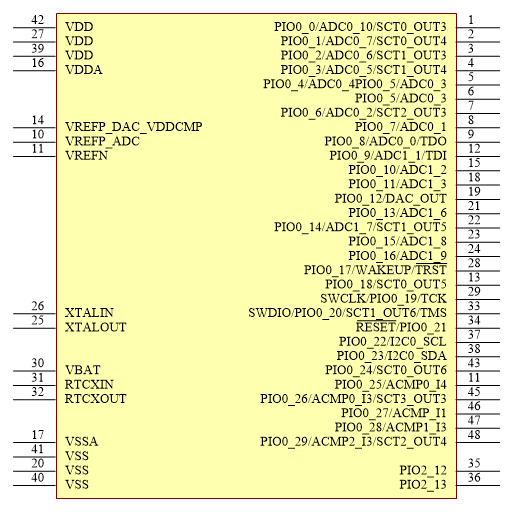 42 VDD PIO0_0/ADC0_10/SCT0_OUT3 1
27 VDD PIO0_1/ADC0_7/SCT0_OUT4 2
39 VDD PIO0_2/ADC0_6/SCT1_OUT3 3
16 VDDA PIO0_3/ADC0_5/SCT1_OUT4 4
PIO0_4/ADC0_4PIO0_5/ADC0_3 5
PIO0_5/ADC0_3 6
PIO0_6/ADC0_2/SCT2_OUT3 7
14 VREFP_DAC_VDDCMP PIO0_7/ADC0_1 8
10 VREFP_ADC PIO0_8/ADC0_0/TDO 9
11 VREFN PIO0_9/ADC1_1/TDI 12
PIO0_10/ADC1_2 15
PIO0_11/ADC1_3 18
PIO0_12/DAC_OUT 19
PIO0_13/ADC1_6 21
PIO0_14/ADC1_7/SCT1_OUT5 22
PIO0_15/ADC1_8 23
PIO0_16/ADC1_9 24
PIO0_17/WAKEUP/TRST 28
PIO0_18/SCT0_OUT5 13
SWCLK/PIO0_19/TCK 29
26 XTALIN SWDIO/PIO0_20/SCT1_OUT6/TMS 33
25 XTALOUT RESET/PIO0_21 34
PIO0_22/I2C0_SCL 37
PIO0_23/I2C0_SDA 38
30 VBAT PIO0_24/SCT0_OUT6 43
31 RTCXIN PIO0_25/ACMP0_I4 11
32 RTCXOUT PIO0_26/ACMP0_I3/SCT3_OUT3 45
PIO0_27/ACMP_I1 46
PIO0_28/ACMP1_I3 47
17 VSSA PIO0_29/ACMP2_I3/SCT2_OUT4 48
41 VSS
20 VSS PIO2_12 35
40 VSS PIO2_13 36